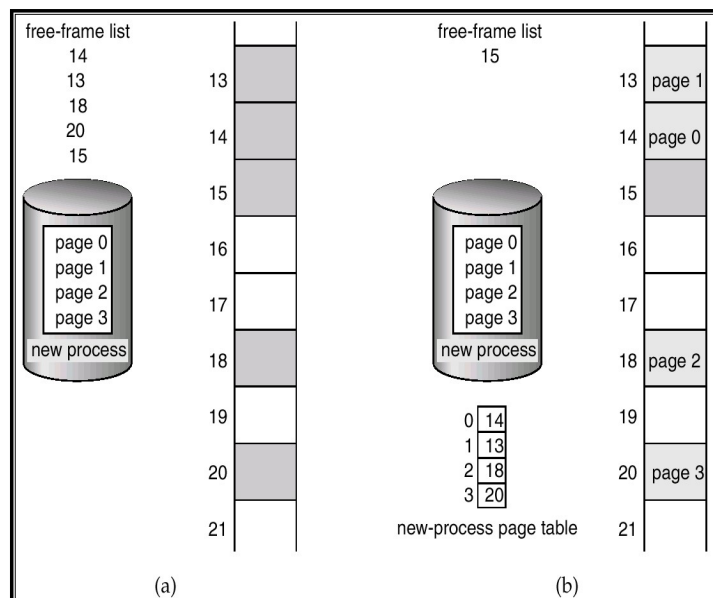 free-frame list
14
13
18
20
15
page 0
page 1
page 2
page 3
new process
13
14
15
16
17
18
19
20
21
(a)
free-frame list
15
page 0
page 1
page 2
page 3
new process
0 14
1 13
2 18
3 20
new-process page table
13 page 1
14 page 0
15
16
17
18 page 2
19
20 page 3
21
(b)